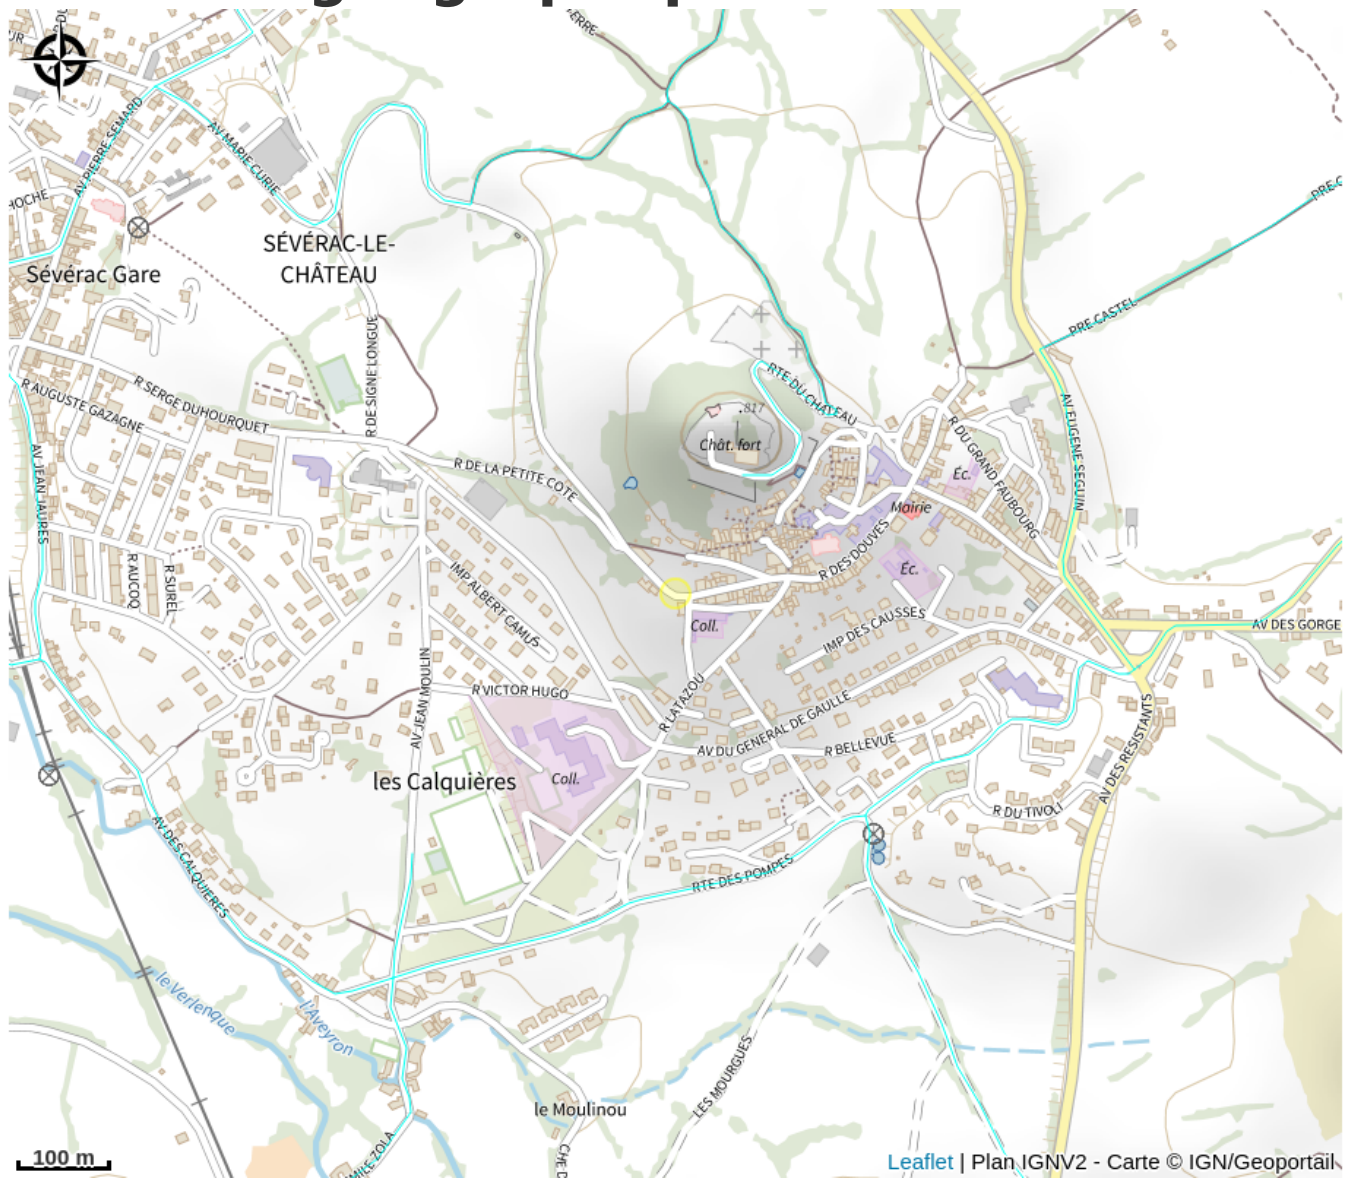 AV PIERRE SEMARD
AV MARIE CURIE
HOCHE
SÉVÉRAC-LE-
CHÂTEAU
Sévérac Gare
PRE CASTEL
R DE SIGNE LONGUE
R SERGE DUHOURQUET
R AUGUSTE GAZAGNE
RTE DU CHATEAU
.817
Chât. fort
AV EUGENE SEGUIN
R DU GRAND FAUBOURG
AV JEAN JAURES
R DE LA PETITE COTE
Éc.
Mairie
R DES DOUVES
Éc.
R AUCOQ
R SUREL
IMP ALBERT CAMUS
Coll.
IMP DES CAUSSES
AV DES GORGE
AV JEAN MOULIN
R VICTOR HUGO
R LATAZOU
AV DU GENERAL DE GAULLE
R BELLEVUE
AV DES RESISTANTS
les Calquières
Coll.
R DU TIVOLI
AV DES CALQUIERES
RTE DES POMPES
le Verlenque
l'Aveyron
LES MOURGUES
le Moulinou
100 m
MILE ZOLA
CHE D
Leaflet | Plan IGNV2 - Carte © IGN/Geoportail